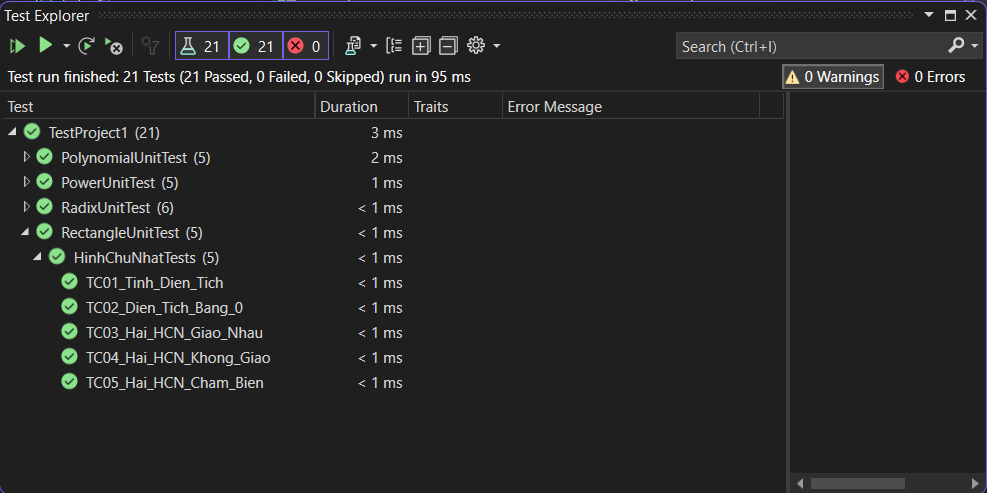 Test Explorer
21 21 0
Search (Ctrl+I)
Test run finished: 21 Tests (21 Passed, 0 Failed, 0 Skipped) run in 95 ms
0 Warnings 0 Errors
Test Duration Traits Error Message
TestProject1 (21) 3 ms
PolynomialUnitTest (5) 2 ms
PowerUnitTest (5) 1 ms
RadixUnitTest (6) < 1 ms
RectangleUnitTest (5) < 1 ms
HinhChuNhatTests (5) < 1 ms
TC01_Tinh_Dien_Tich < 1 ms
TC02_Dien_Tich_Bang_0 < 1 ms
TC03_Hai_HCN_Giao_Nhau < 1 ms
TC04_Hai_HCN_Khong_Giao < 1 ms
TC05_Hai_HCN_Cham_Bien < 1 ms